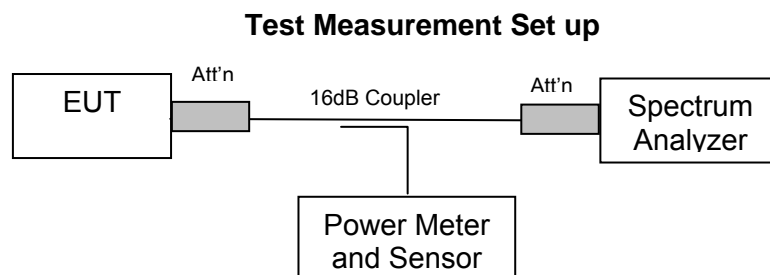 Test Measurement Set up
EUT
Att'n
16dB Coupler
Att'n
Spectrum
Analyzer
Power Meter
and Sensor